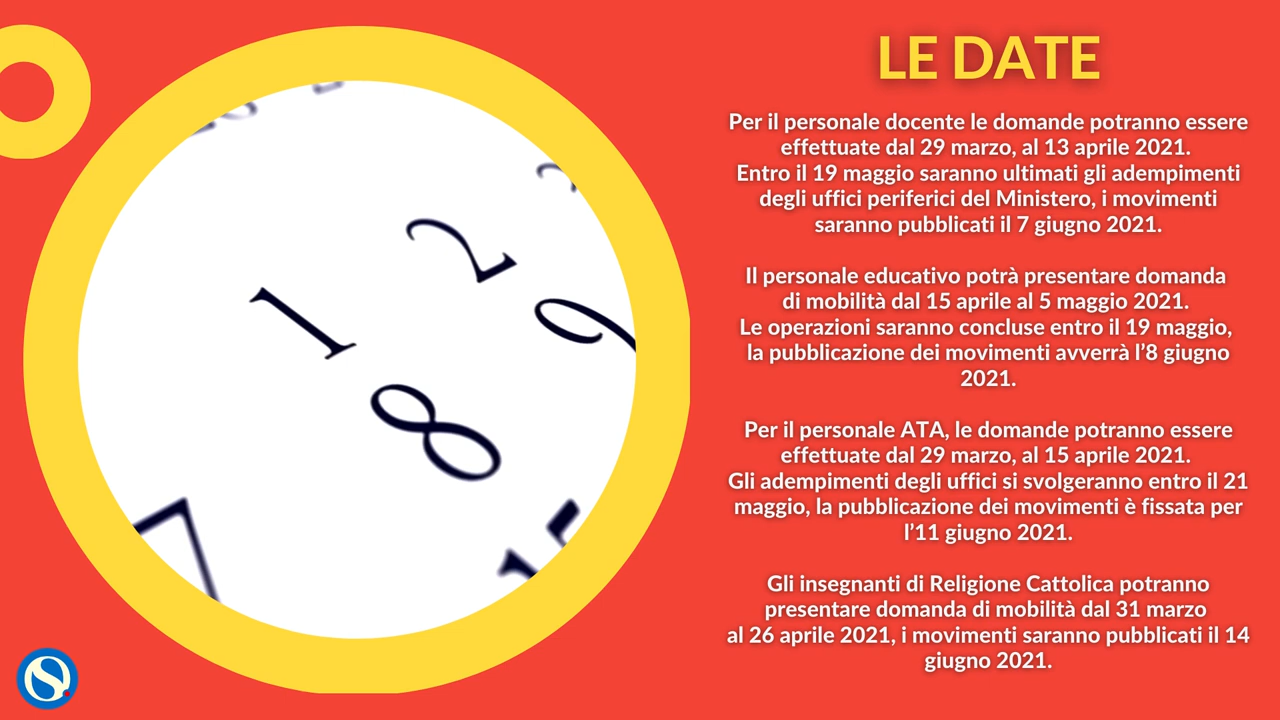 LE DATE
Per il personale docente le domande potranno essere
effettuate dal 29 marzo, al 13 aprile 2021.
Entro il 19 maggio saranno ultimati gli adempimenti
degli uffici periferici del Ministero, i movimenti
saranno pubblicati il 7 giugno 2021.
Il personale educativo potrà presentare domanda
di mobilità dal 15 aprile al 5 maggio 2021.
Le operazioni saranno concluse entro il 19 maggio,
la pubblicazione dei movimenti avverrà l’8 giugno
2021.
Per il personale ATA, le domande potranno essere
effettuate dal 29 marzo, al 15 aprile 2021.
Gli adempimenti degli uffici si svolgeranno entro il 21
maggio, la pubblicazione dei movimenti è fissata per
l’11 giugno 2021.
Gli insegnanti di Religione Cattolica potranno
presentare domanda di mobilità dal 31 marzo
al 26 aprile 2021, i movimenti saranno pubblicati il 14
giugno 2021.
1
2
8
9
7
15
S